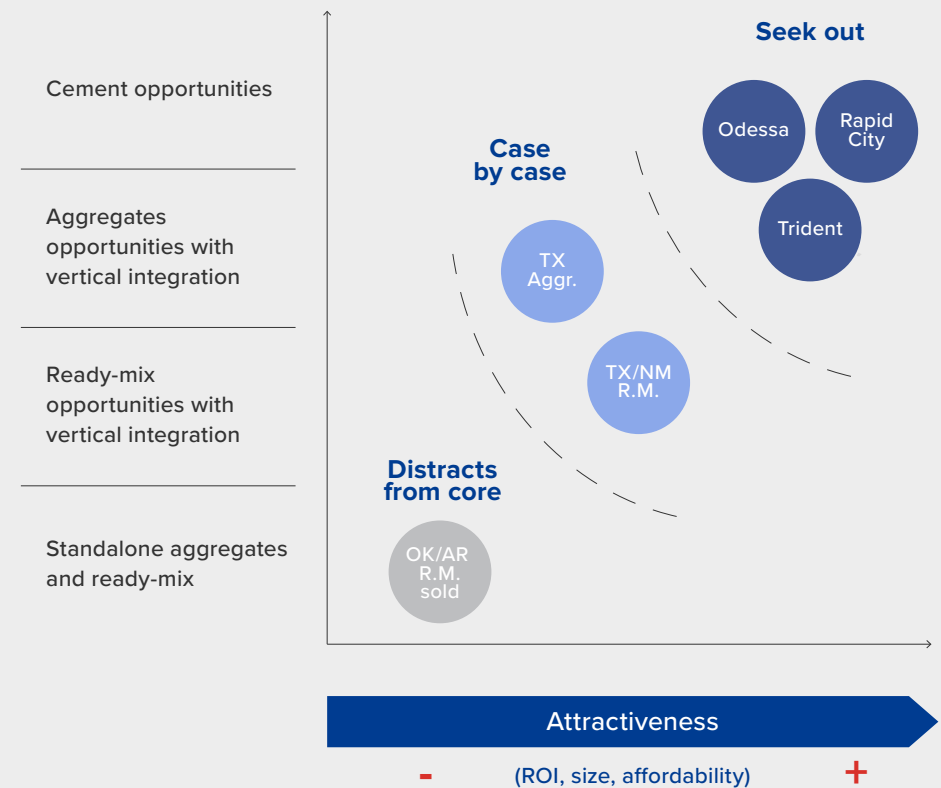 Seek out
Cement opportunities
Odessa
Rapid
City
Case
by case
Aggregates
opportunities with
vertical integration
Trident
TX
Aggr.
Ready-mix
opportunities with
vertical integration
TX/NM
R.M.
Distracts
from core
Standalone aggregates
and ready-mix
OK/AR
R.M.
sold
Attractiveness
- (ROI, size, affordability) +